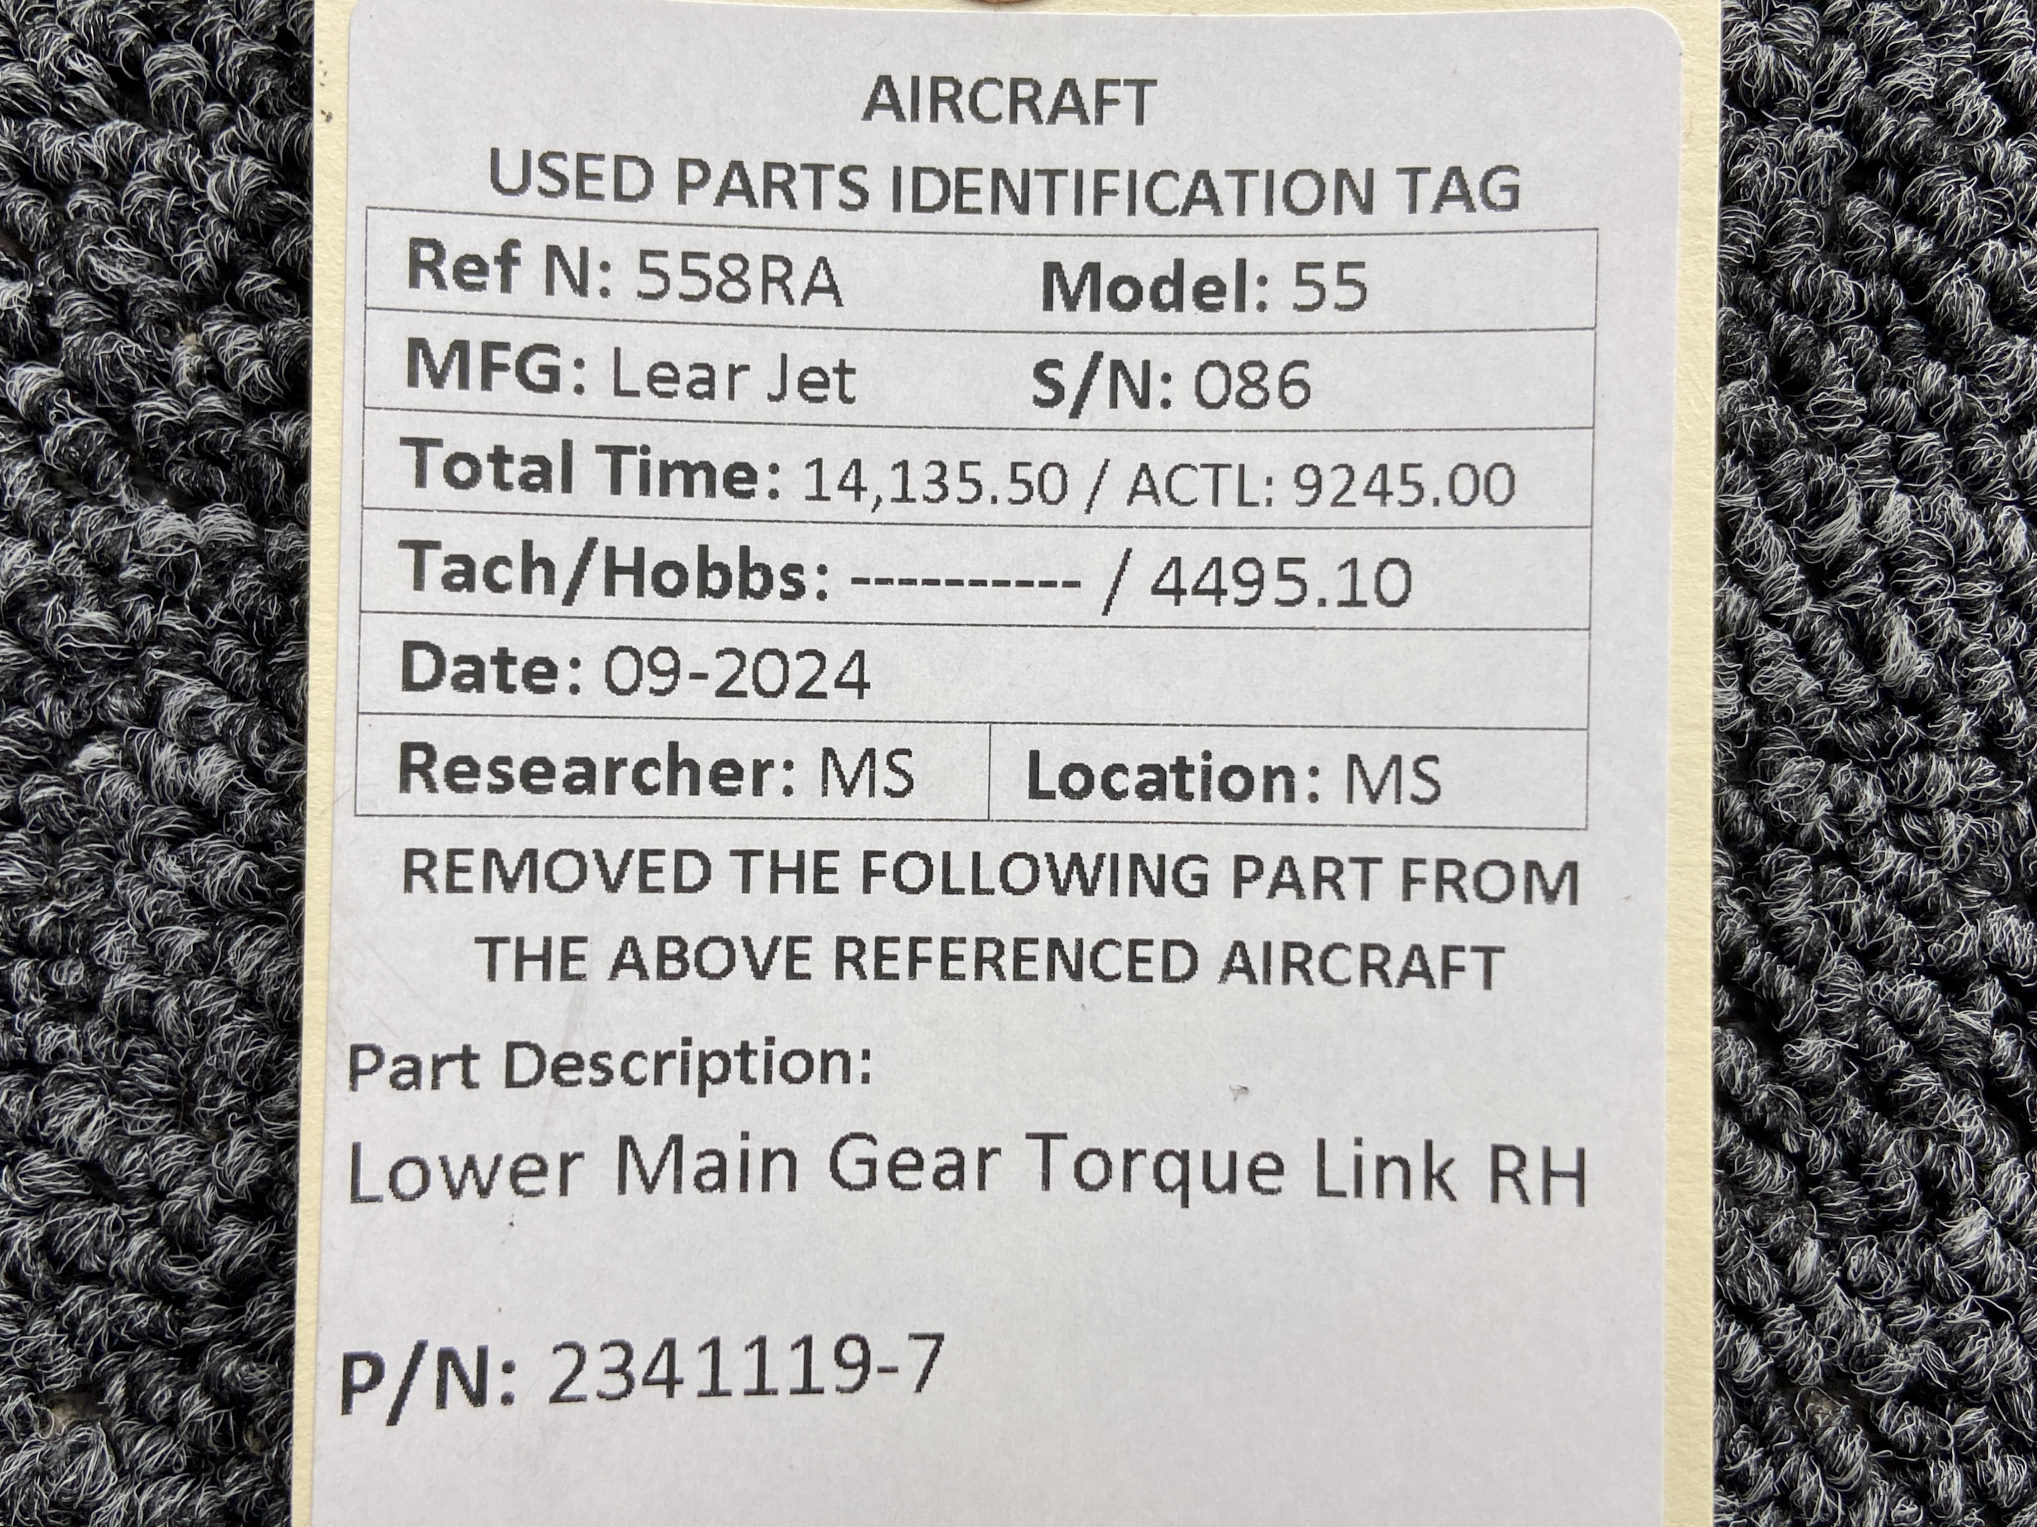 AIRCRAFT
USED PARTS IDENTIFICATION TAG
Ref N: 558RA Model: 55
MFG: Lear Jet S/N: 086
Total Time: 14,135.50 / ACTL: 9245.00
Tach/Hobbs: ---------- / 4495.10
Date: 09-2024
Researcher: MS Location: MS
REMOVED THE FOLLOWING PART FROM
THE ABOVE REFERENCED AIRCRAFT
Part Description:
Lower Main Gear Torque Link RH
P/N: 2341119-7